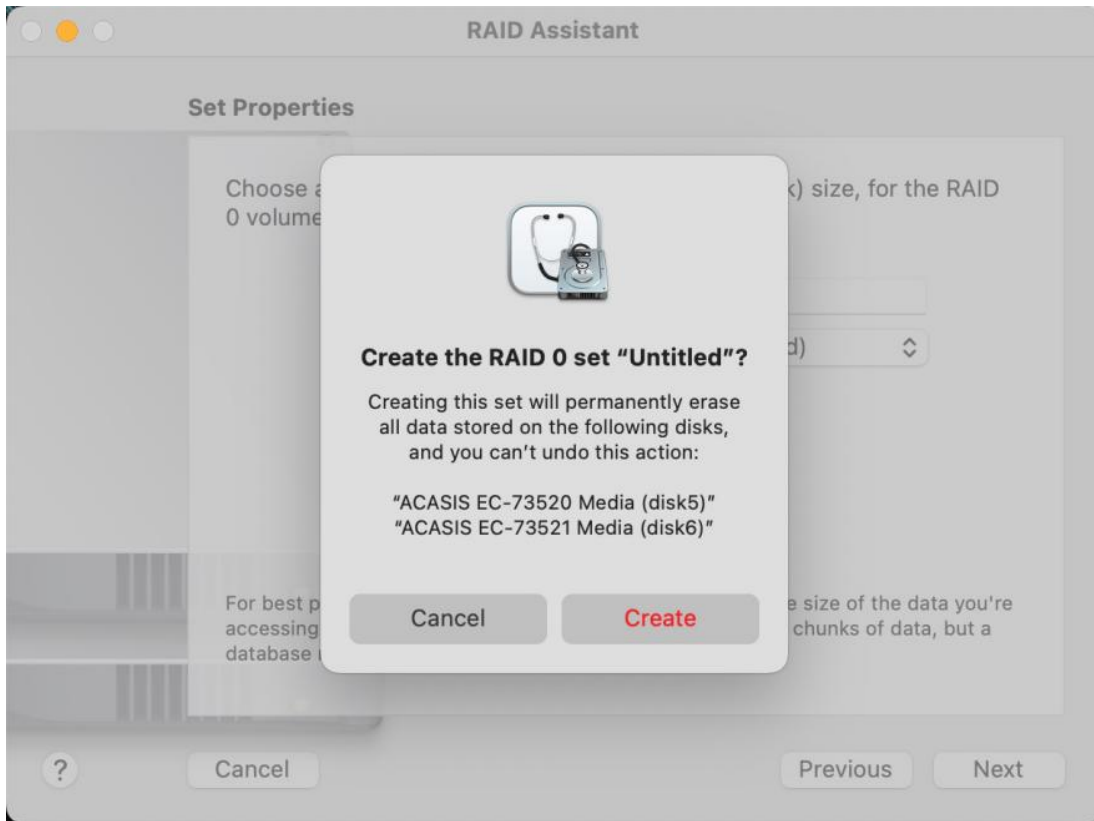 RAID Assistant
Set Properties
Choose
k) size, for the RAID
0 volume
d)
Create the RAID 0 set “Untitled”?
Creating this set will permanently erase
all data stored on the following disks,
and you can’t undo this action:
“ACASIS EC-73520 Media (disk5)”
“ACASIS EC-73521 Media (disk6)”
Cancel
Create
For best p
e size of the data you're
accessing
chunks of data, but a
database
?
Cancel
Previous
Next